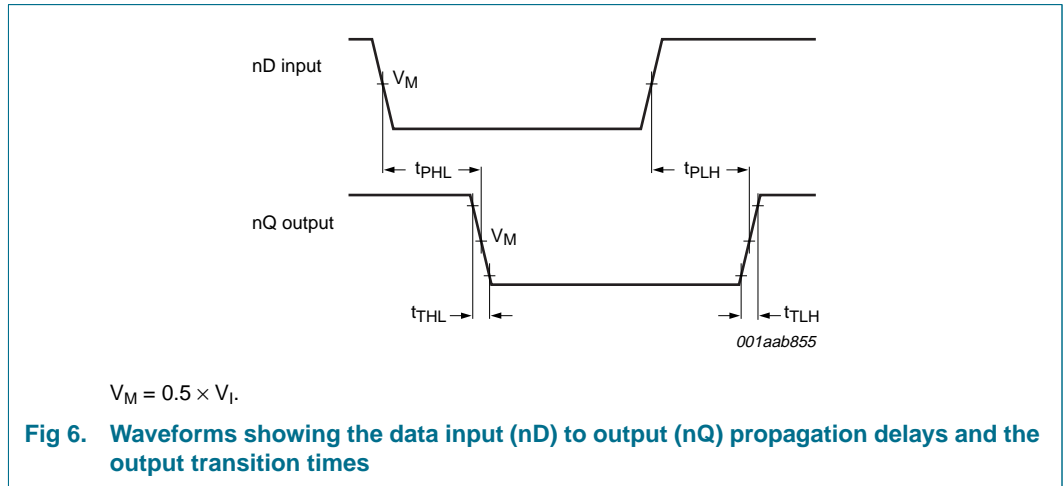 nD input
VM
tPHL
tPLH
nQ output
VM
tTHL
tTLH
001aab855
VM = 0.5 × VI.
Fig 6. Waveforms showing the data input (nD) to output (nQ) propagation delays and the
output transition times